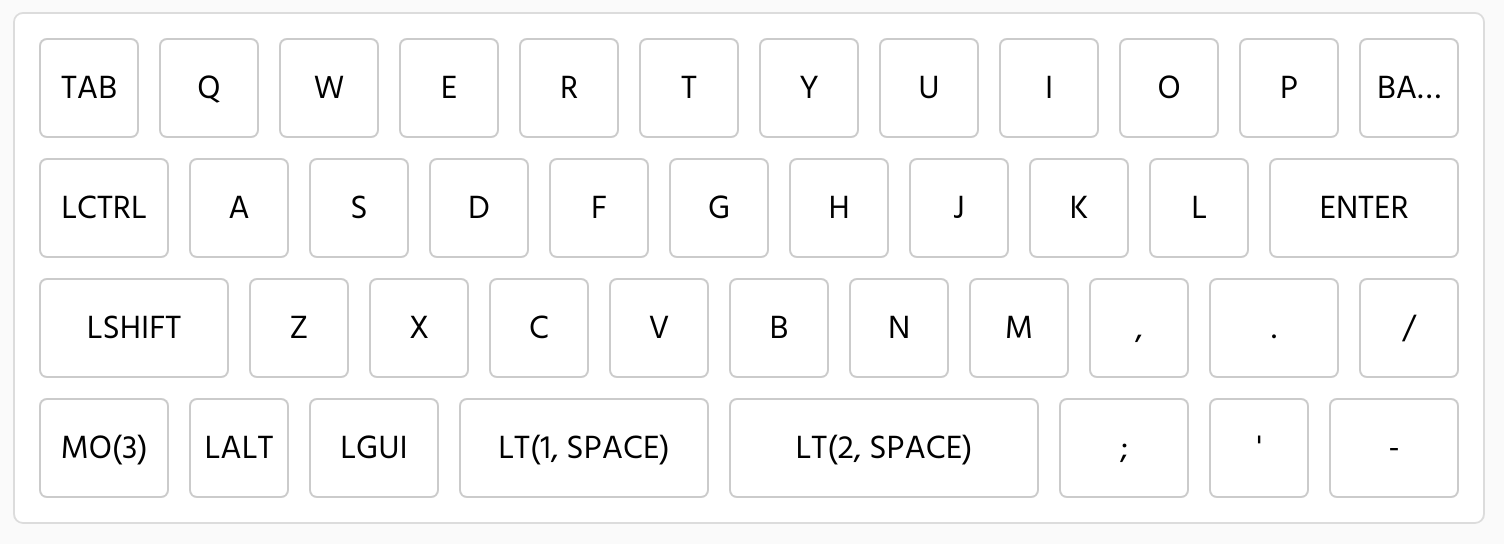 TAB Q W E R T Y U I O P BA...
LCTRL A S D F G H J K L ENTER
LSHIFT Z X C V B N M , . /
MO(3) LALT LGUI LT(1, SPACE) LT(2, SPACE) ; ' -